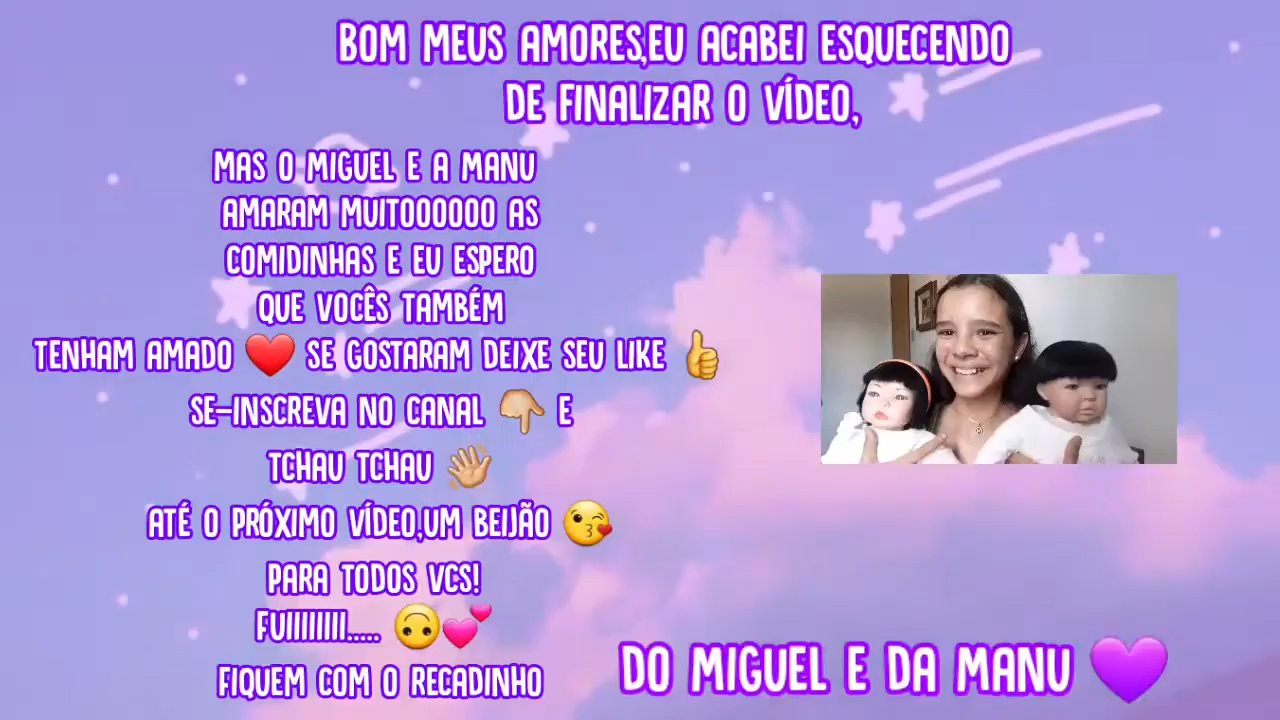 BOM MEUS AMORES,EU ACABEI ESQUECENDO
DE FINALIZAR O VÍDEO,
MAS O MIGUEL E A MANU
AMARAM MUITOOOOOO AS
COMIDINHAS E EU ESPERO
QUE VOCÊS TAMBÉM
TENHAM AMADO ❤️ SE GOSTARAM DEIXE SEU LIKE 👍
SE-INSCREVA NO CANAL 👇🏼 E
TCHAU TCHAU 👋🏼
ATÉ O PRÓXIMO VÍDEO,UM BEIJÃO 😘
PARA TODOS VCS!
FUIIIIIIIII..... 🙃💕
FIQUEM COM O RECADINHO
DO MIGUEL E DA MANU 💜